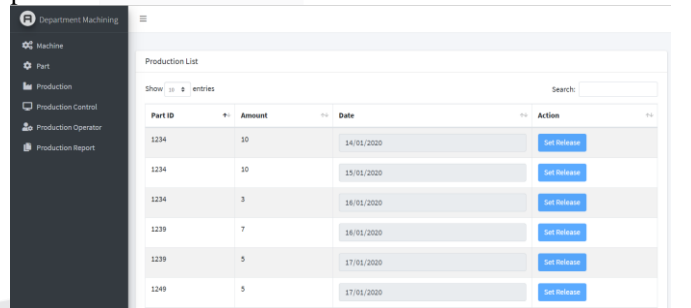 Department Machining
Machine
Part
Production
Production Control
Production Operator
Production Report
Production List
Show 10 entries
Search:
Part ID Amount Date Action
1234 10 14/01/2020 Set Release
1234 10 15/01/2020 Set Release
1234 3 16/01/2020 Set Release
1239 7 16/01/2020 Set Release
1239 5 17/01/2020 Set Release
1249 5 17/01/2020 Set Release